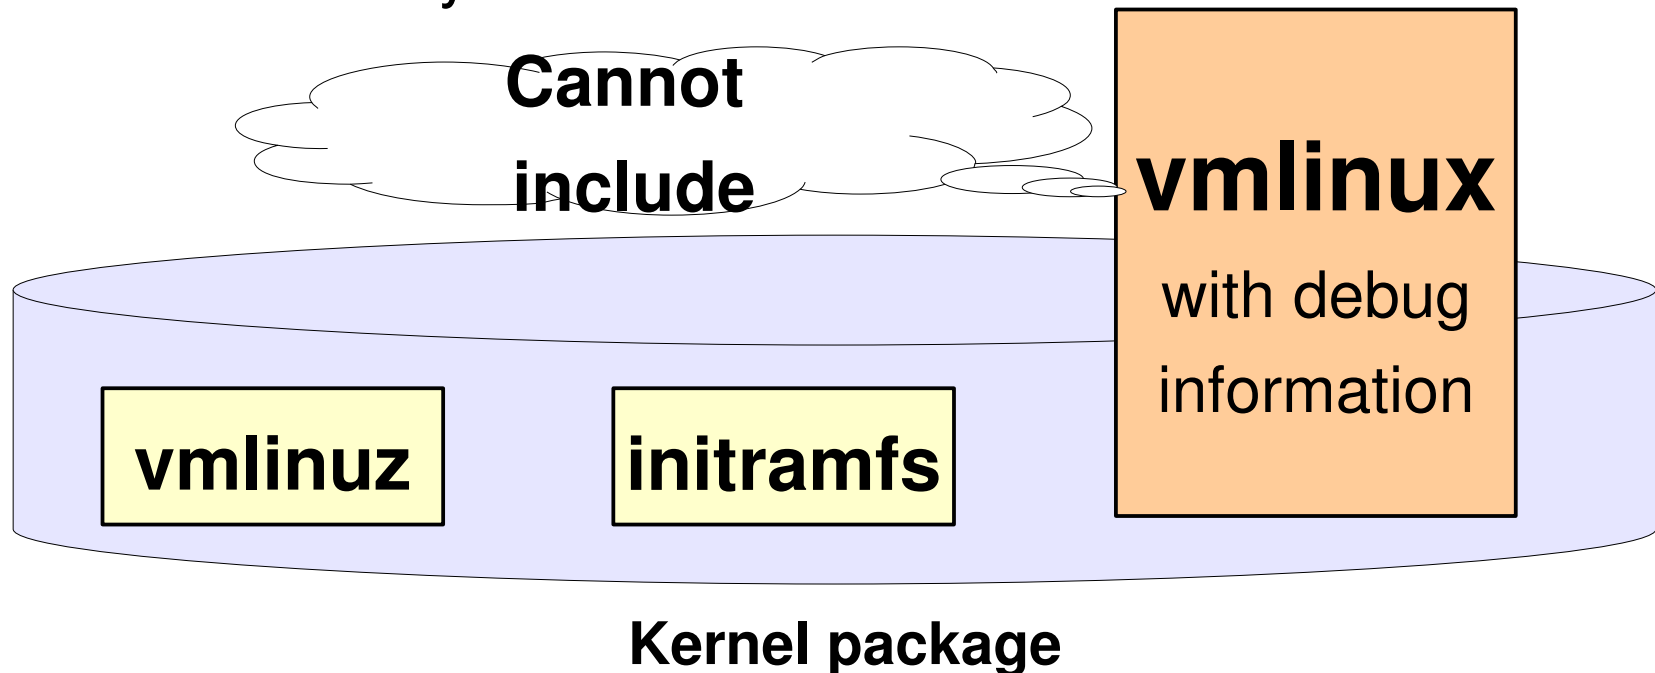 Cannot
include
vmlinux
with debug
information
vmlinuz
initramfs
Kernel package